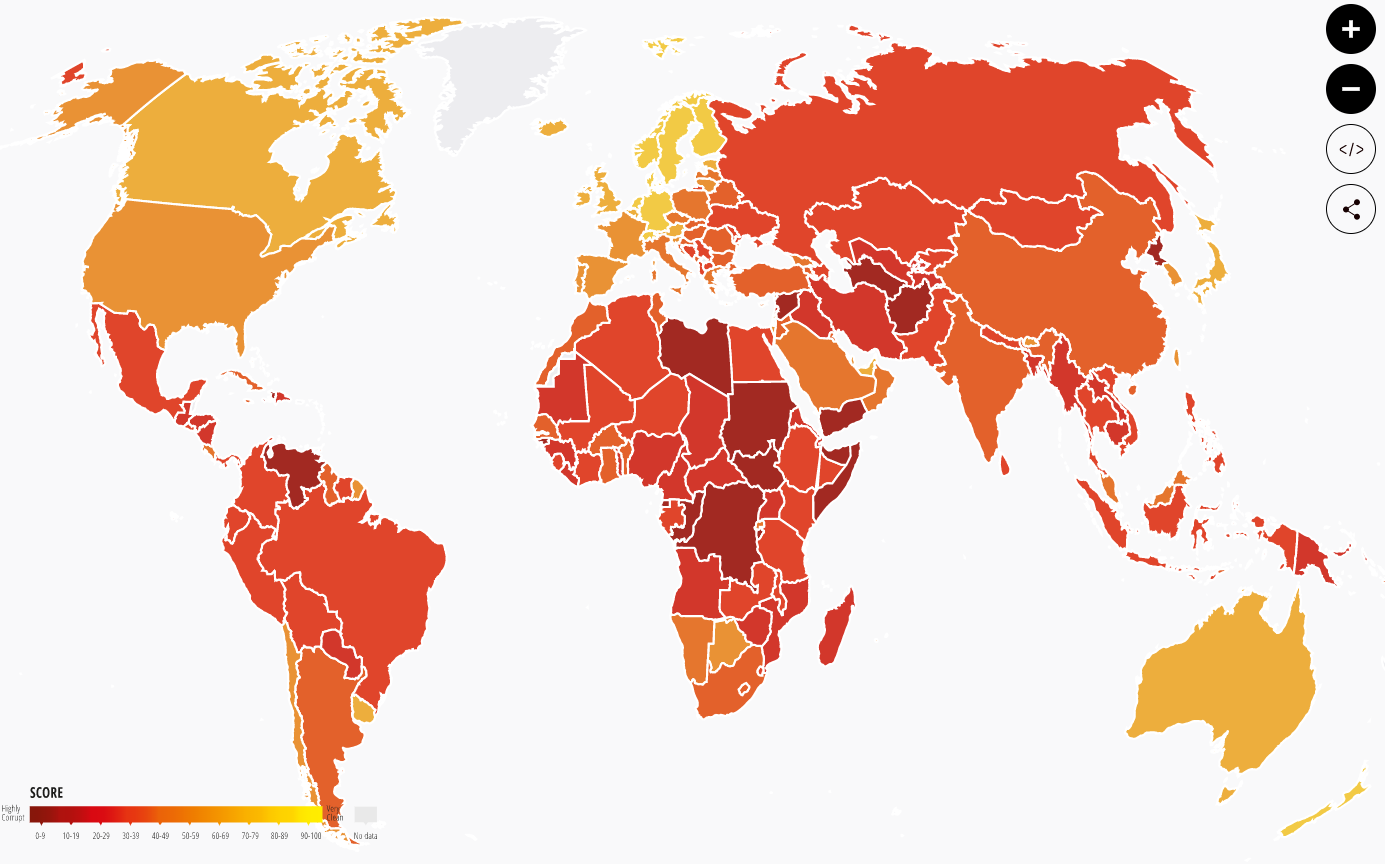 +
−
</>
SCORE
Highly
Corrupt
Very
Clean
0-9
10-19
20-29
30-39
40-49
50-59
60-69
70-79
80-89
90-100
No data